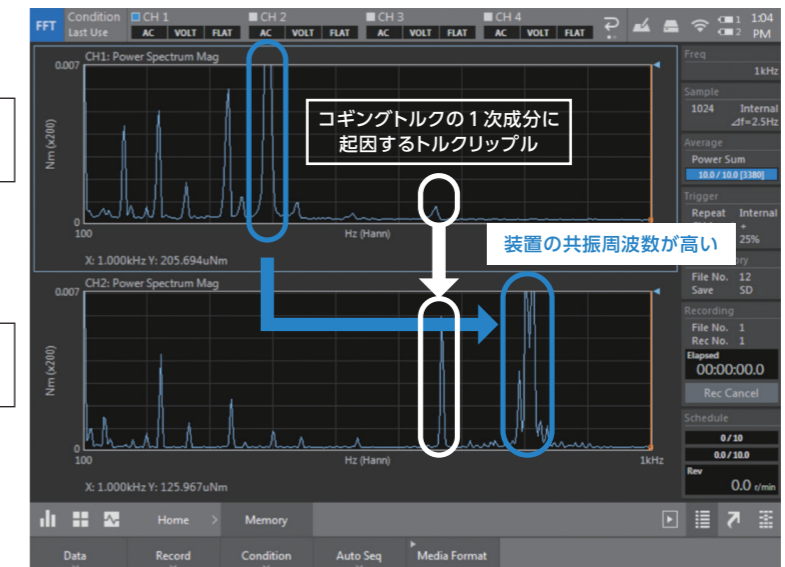 FFT
Condition
Last Use
CH 1
AC VOLT FLAT
CH 2
AC VOLT FLAT
CH 3
AC VOLT FLAT
CH 4
AC VOLT FLAT
1
2
1:04
PM
CH1: Power Spectrum Mag
0.007
Nm (x200)
0
100
Hz (Hann)
X: 1.000kHz Y: 205.694uNm
コギングトルクの１次成分に
起因するトルクリップル
装置の共振周波数が高い
CH2: Power Spectrum Mag
0.007
Nm (x200)
0
100
Hz (Hann)
1kHz
X: 1.000kHz Y: 125.967uNm
Freq
1kHz
Sample
1024 Internal
⊿f=2.5Hz
Average
Power Sum
10.0 / 10.0 [3380]
Trigger
Repeat Internal
+
25%
File No. 12
Save SD
Recording
File No. 1
Rec No. 1
Elapsed
00:00:00.0
Rec Cancel
Schedule
0 / 10
0.0 / 10.0
Rev
0.0 r/min
Home > Memory
Data Record Condition Auto Seq Media Format